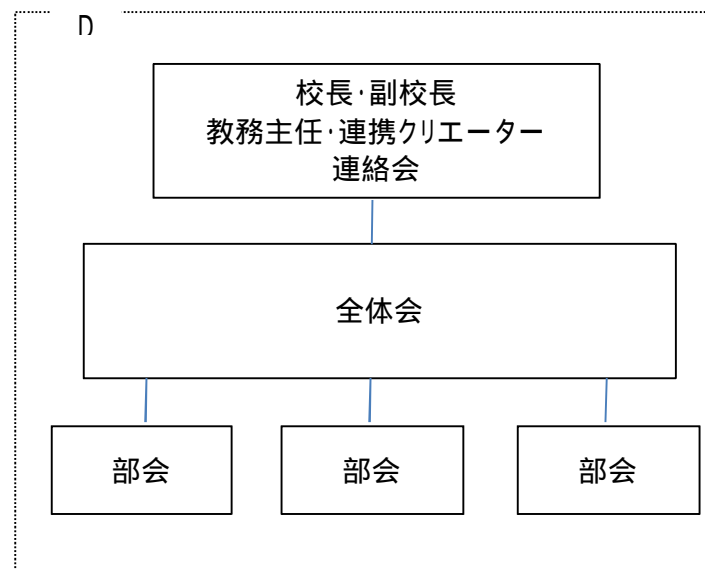 D
校長・副校長
教務主任・連携クリエーター
連絡会
全体会
部会 部会 部会